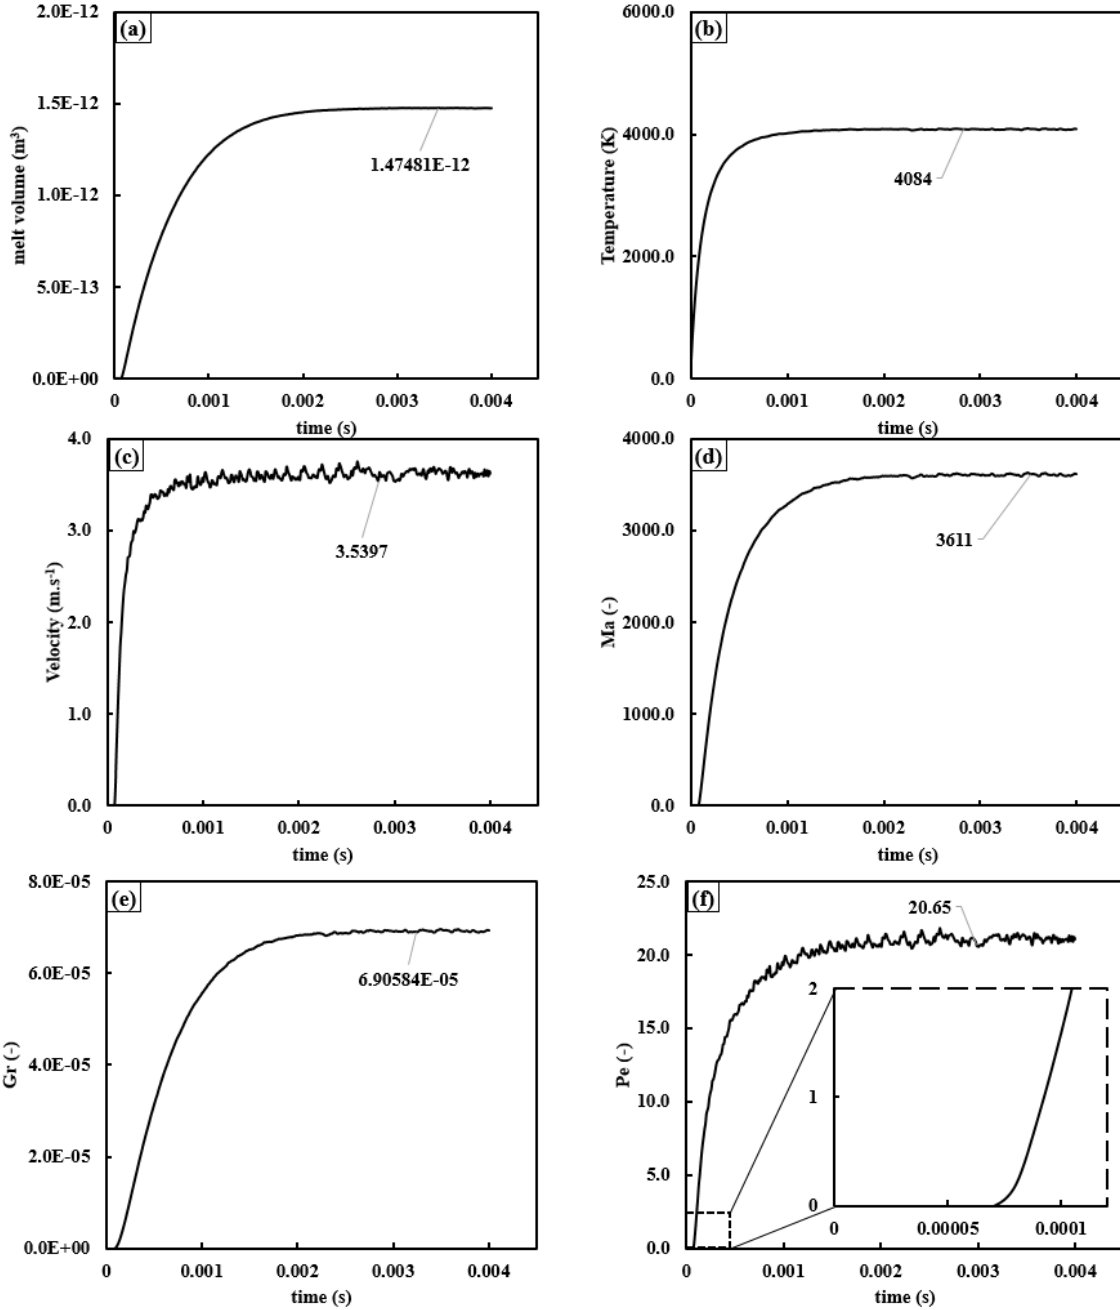 (a)
2.0E-12
1.5E-12
1.0E-12
5.0E-13
0.0E+00
melt volume (m³)
1.47481E-12
0 0.001 0.002 0.003 0.004
time (s)
(b)
6000.0
4000.0
2000.0
0.0
Temperature (K)
4084
0 0.001 0.002 0.003 0.004
time (s)
(c)
4.0
3.0
2.0
1.0
0.0
Velocity (m.s⁻¹)
3.5397
0 0.001 0.002 0.003 0.004
time (s)
(d)
4000.0
3000.0
2000.0
1000.0
0.0
Ma (-)
3611
0 0.001 0.002 0.003 0.004
time (s)
(e)
8.0E-05
6.0E-05
4.0E-05
2.0E-05
0.0E+00
Gr (-)
6.90584E-05
0 0.001 0.002 0.003 0.004
time (s)
(f)
25.0
20.0
15.0
10.0
5.0
0.0
Pe (-)
20.65
2
1
0
0 0.00005 0.0001
0 0.001 0.002 0.003 0.004
time (s)